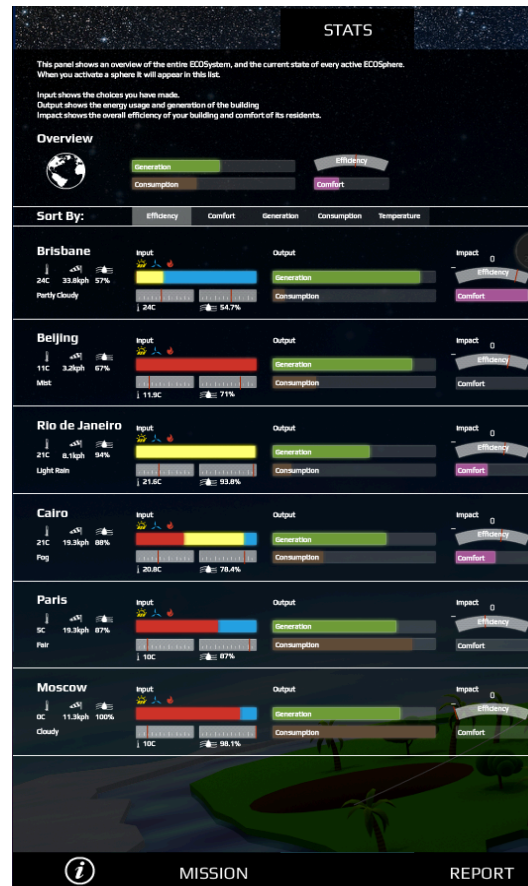 STATS
This panel shows an overview of the entire ECOSystem, and the current state of every active ECOSphere.
When you activate a sphere it will appear in this list.
Input shows the choices you have made.
Output shows the energy usage and generation of the building
Impact shows the overall efficiency of your building and comfort of its residents.
Overview
Generation
Efficiency
Consumption
Comfort
Sort By: Efficiency Comfort Generation Consumption Temperature
Brisbane
Input Output Impact 0
24C 33.8kph 57%
Generation
Efficiency
Partly Cloudy
Consumption
Comfort
24C 54.7%
Beijing
Input Output Impact 0
11C 3.2kph 67%
Generation
Efficiency
Mist
Consumption
Comfort
11.9C 71%
Rio de Janeiro
Input Output Impact 0
21C 8.1kph 94%
Generation
Efficiency
Light Rain
Consumption
Comfort
21.6C 93.8%
Cairo
Input Output Impact 0
21C 19.3kph 88%
Generation
Efficiency
Fog
Consumption
Comfort
20.8C 78.4%
Paris
Input Output Impact 0
5C 19.3kph 87%
Generation
Efficiency
Fair
Consumption
Comfort
10C 87%
Moscow
Input Output Impact 0
0C 11.3kph 100%
Generation
Efficiency
Cloudy
Consumption
Comfort
10C 98.1%
i MISSION REPORT